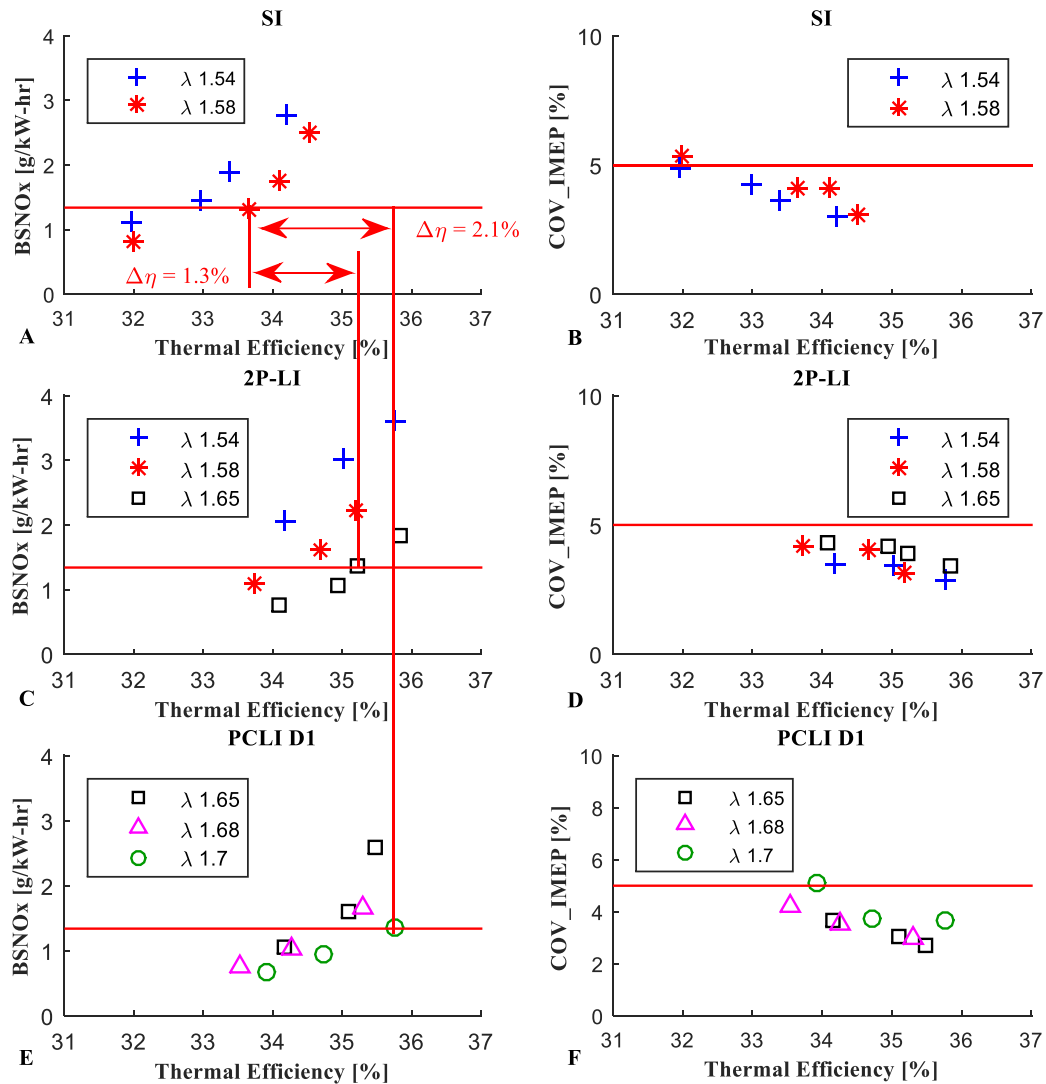 SI
BSNOx [g/kW-hr]
4
3
2
1
0
λ 1.54
λ 1.58
Δη = 2.1%
Δη = 1.3%
31 32 33 34 35 36 37
A
Thermal Efficiency [%]
SI
COV_IMEP [%]
10
5
0
λ 1.54
λ 1.58
31 32 33 34 35 36 37
B
Thermal Efficiency [%]
2P-LI
BSNOx [g/kW-hr]
4
3
2
1
0
λ 1.54
λ 1.58
λ 1.65
31 32 33 34 35 36 37
C
Thermal Efficiency [%]
2P-LI
COV_IMEP [%]
10
5
0
λ 1.54
λ 1.58
λ 1.65
31 32 33 34 35 36 37
D
Thermal Efficiency [%]
PCLI D1
BSNOx [g/kW-hr]
4
3
2
1
0
λ 1.65
λ 1.68
λ 1.7
31 32 33 34 35 36 37
E
Thermal Efficiency [%]
PCLI D1
COV_IMEP [%]
10
8
6
4
2
0
λ 1.65
λ 1.68
λ 1.7
31 32 33 34 35 36 37
F
Thermal Efficiency [%]